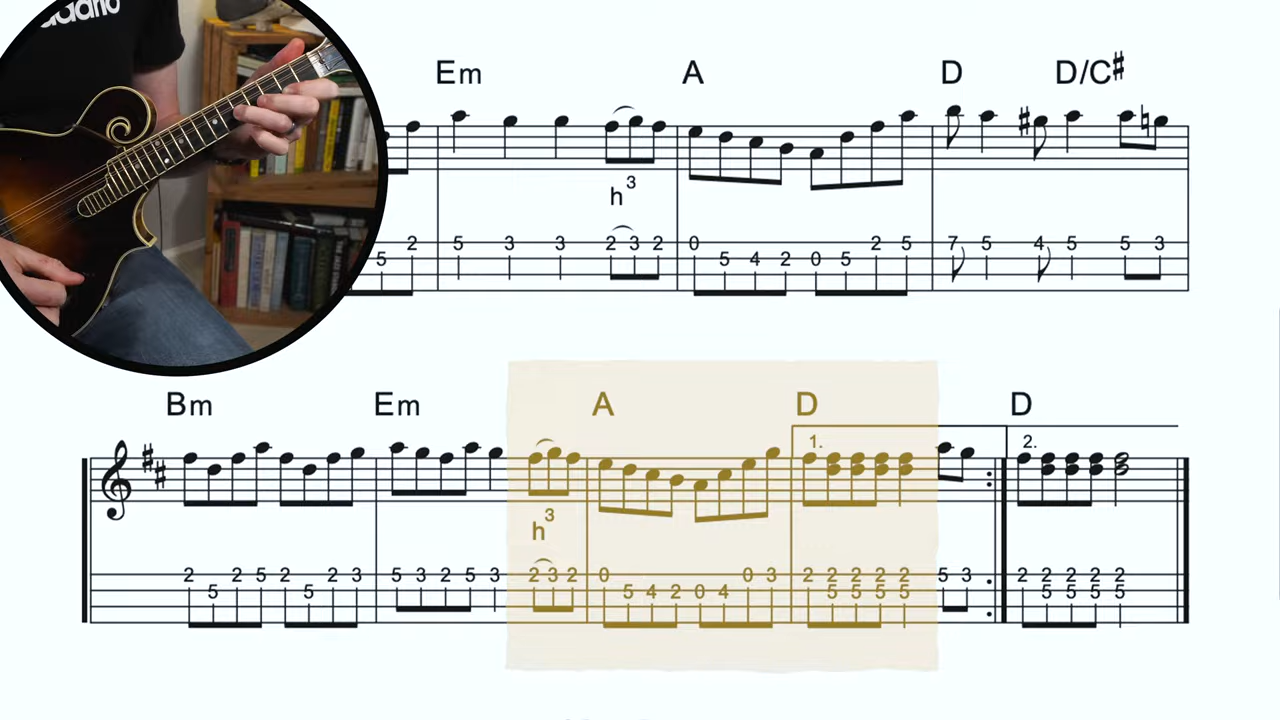 Em A D D/C♯
h3
5 2 5 3 3 2 3 2 0 5 4 2 0 5 2 5 7 5 4 5 5 3
Bm Em A D D
1. 2.
h3
2 5 2 5 2 5 2 3 5 3 2 5 3 2 3 2 0 5 4 2 0 4 0 3 2 2 2 2 2 5 3 2 2 2 2 2
5 5 5 5 5 5 5 5